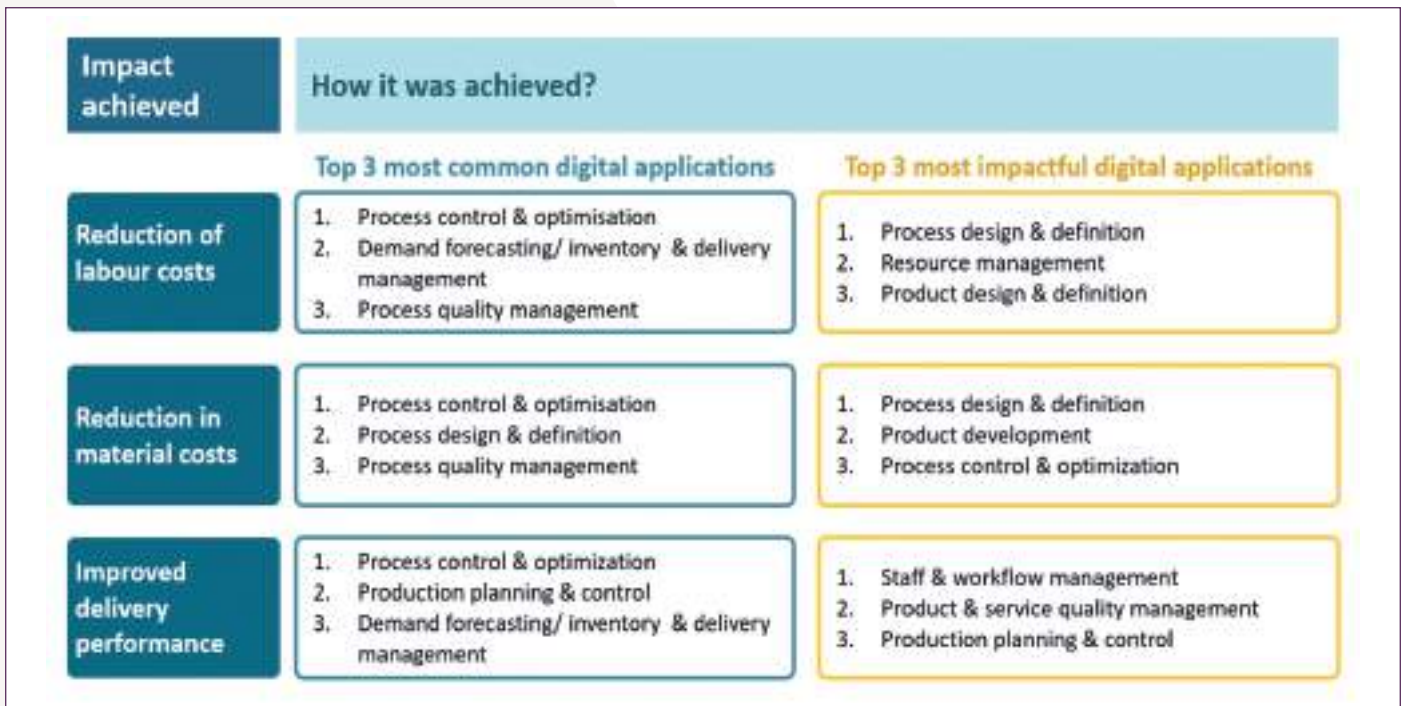 Impact
achieved
How it was achieved?
Top 3 most common digital applications
Top 3 most impactful digital applications
Reduction of
labour costs
1. Process control & optimisation
2. Demand forecasting/ inventory & delivery
management
3. Process quality management
1. Process design & definition
2. Resource management
3. Product design & definition
Reduction in
material costs
1. Process control & optimisation
2. Process design & definition
3. Process quality management
1. Process design & definition
2. Product development
3. Process control & optimization
Improved
delivery
performance
1. Process control & optimization
2. Production planning & control
3. Demand forecasting/ inventory & delivery
management
1. Staff & workflow management
2. Product & service quality management
3. Production planning & control